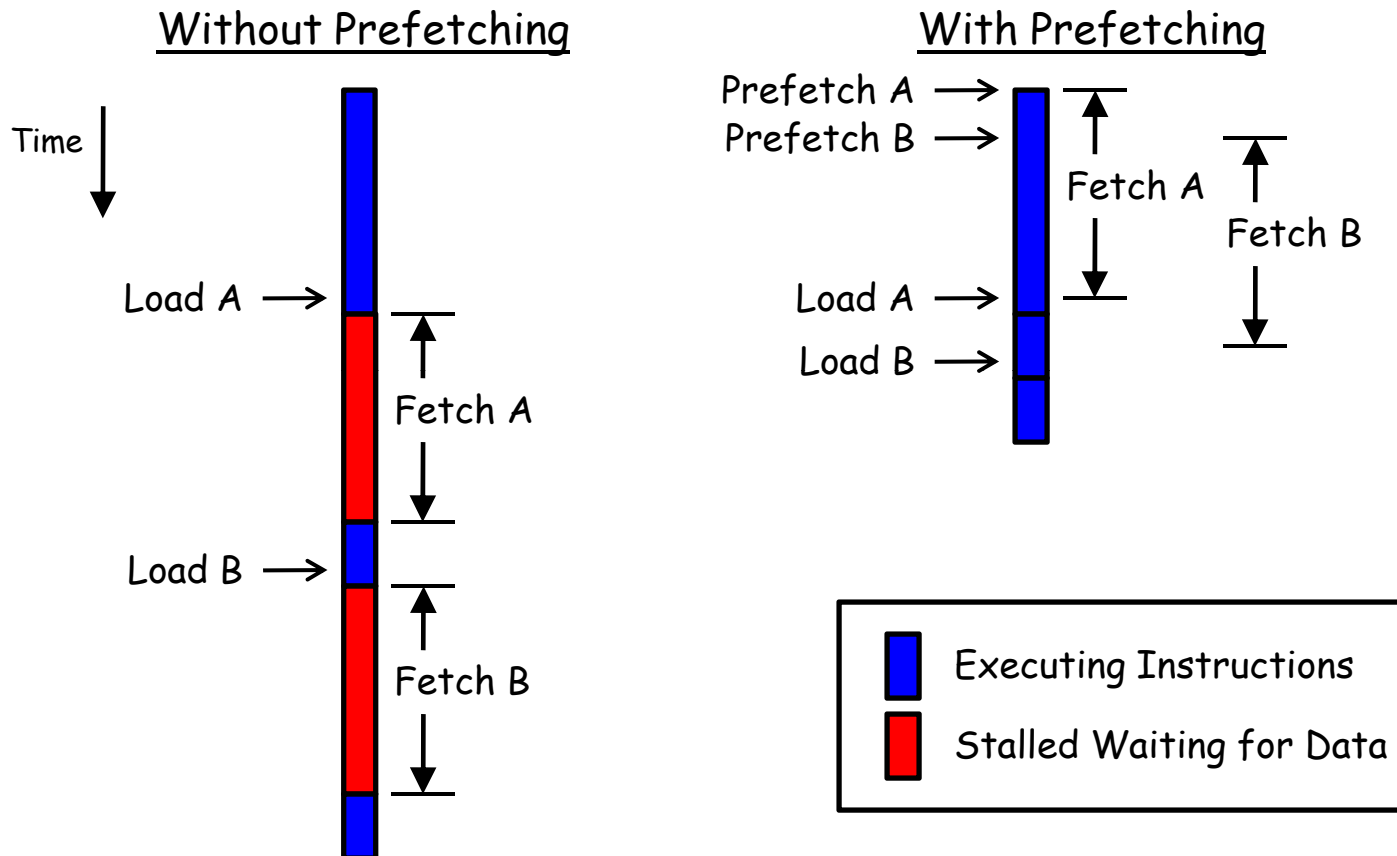 Without Prefetching
Time
Load A
Fetch A
Load B
Fetch B
With Prefetching
Prefetch A
Prefetch B
Fetch A
Fetch B
Load A
Load B
Executing Instructions
Stalled Waiting for Data